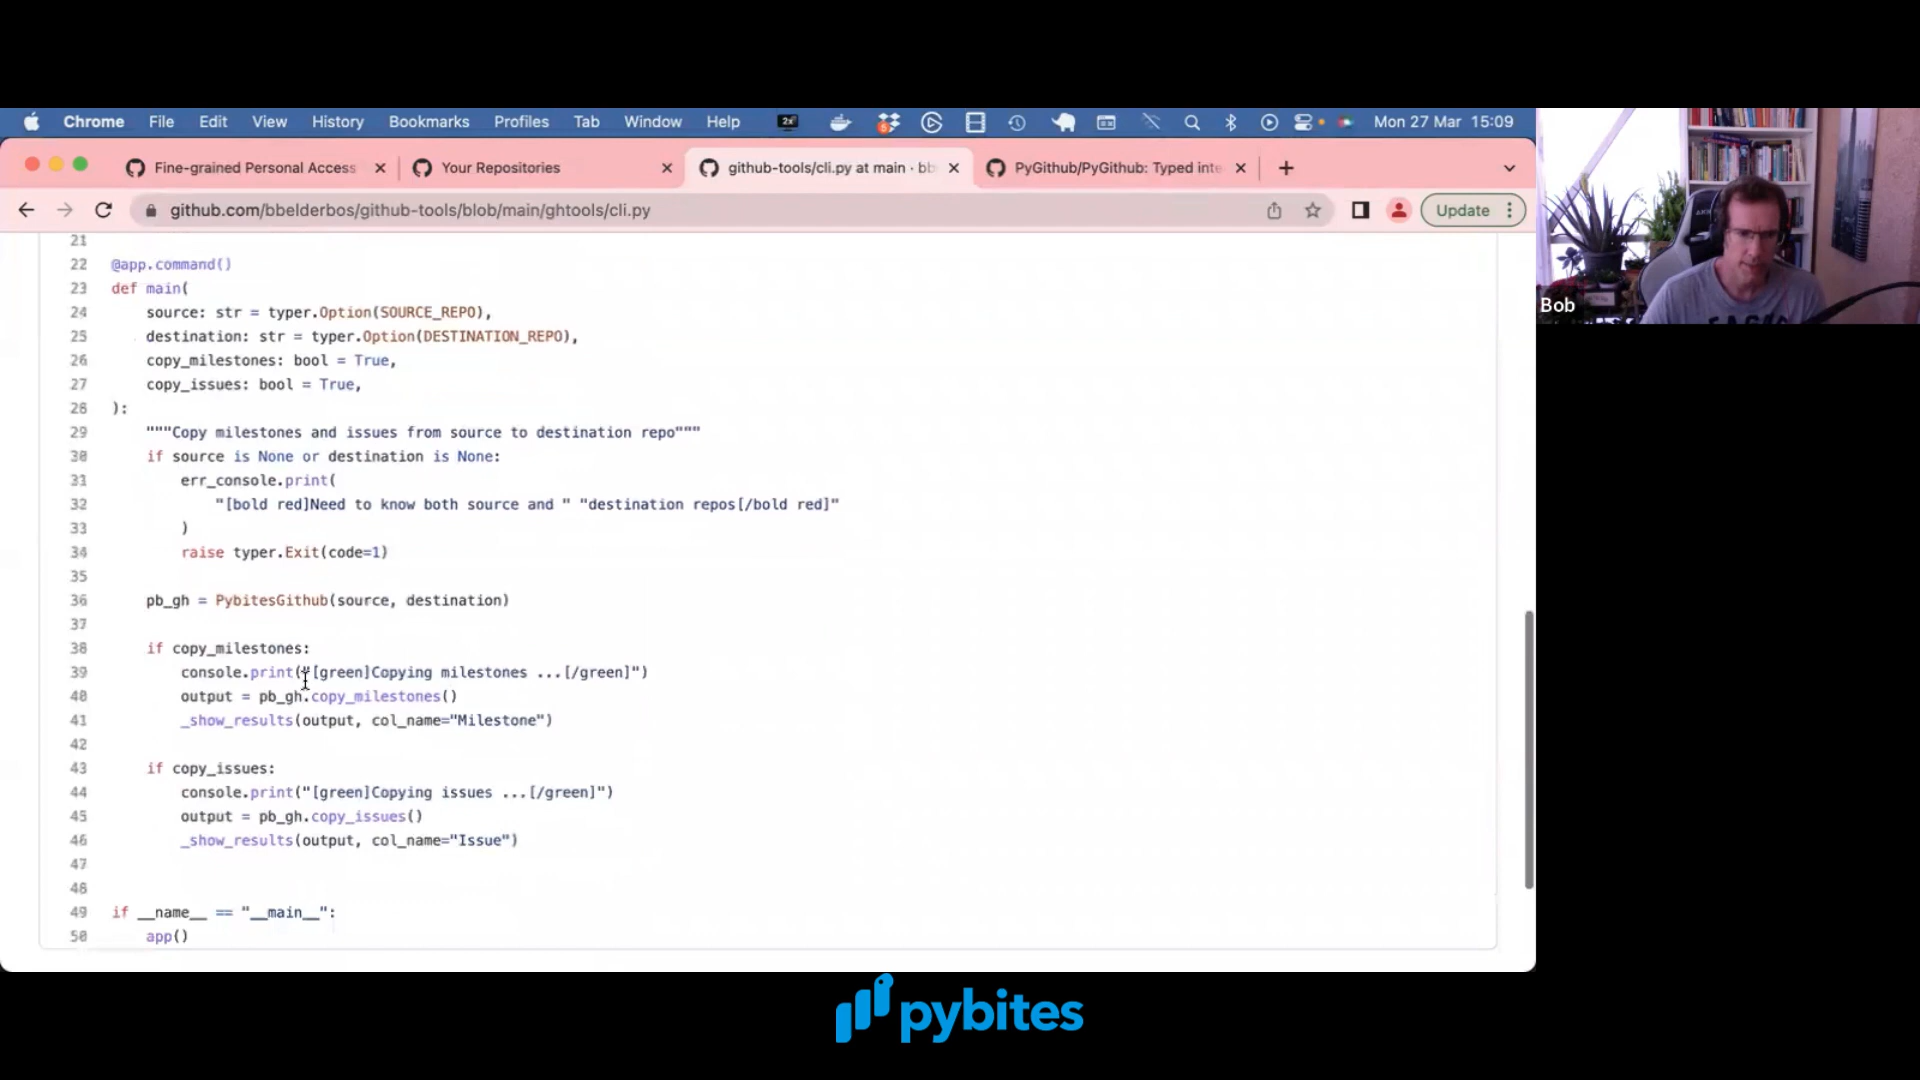 Chrome File Edit View History Bookmarks Profiles Tab Window Help 2x Mon 27 Mar 15:09
Fine-grained Personal Access
Your Repositories
github-tools/cli.py at main · bb
PyGithub/PyGithub: Typed inte
github.com/bbelderbos/github-tools/blob/main/ghtools/cli.py
Update
Bob
21
22 @app.command()
23 def main(
24 source: str = typer.Option(SOURCE_REPO),
25 destination: str = typer.Option(DESTINATION_REPO),
26 copy_milestones: bool = True,
27 copy_issues: bool = True,
28 ):
29 """Copy milestones and issues from source to destination repo"""
30 if source is None or destination is None:
31 err_console.print(
32 "[bold red]Need to know both source and " "destination repos[/bold red]"
33 )
34 raise typer.Exit(code=1)
35
36 pb_gh = PybitesGithub(source, destination)
37
38 if copy_milestones:
39 console.print("[green]Copying milestones ...[/green]")
40 output = pb_gh.copy_milestones()
41 _show_results(output, col_name="Milestone")
42
43 if copy_issues:
44 console.print("[green]Copying issues ...[/green]")
45 output = pb_gh.copy_issues()
46 _show_results(output, col_name="Issue")
47
48
49 if __name__ == "__main__":
50 app()
pybites